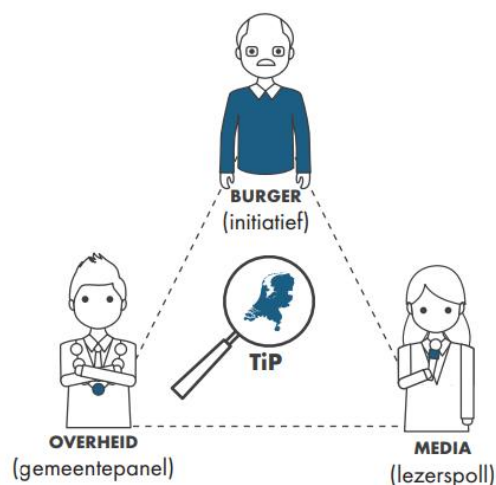 BURGER
(initiatief)
TiP
OVERHEID
(gemeentepanel)
MEDIA
(lezerspoll)